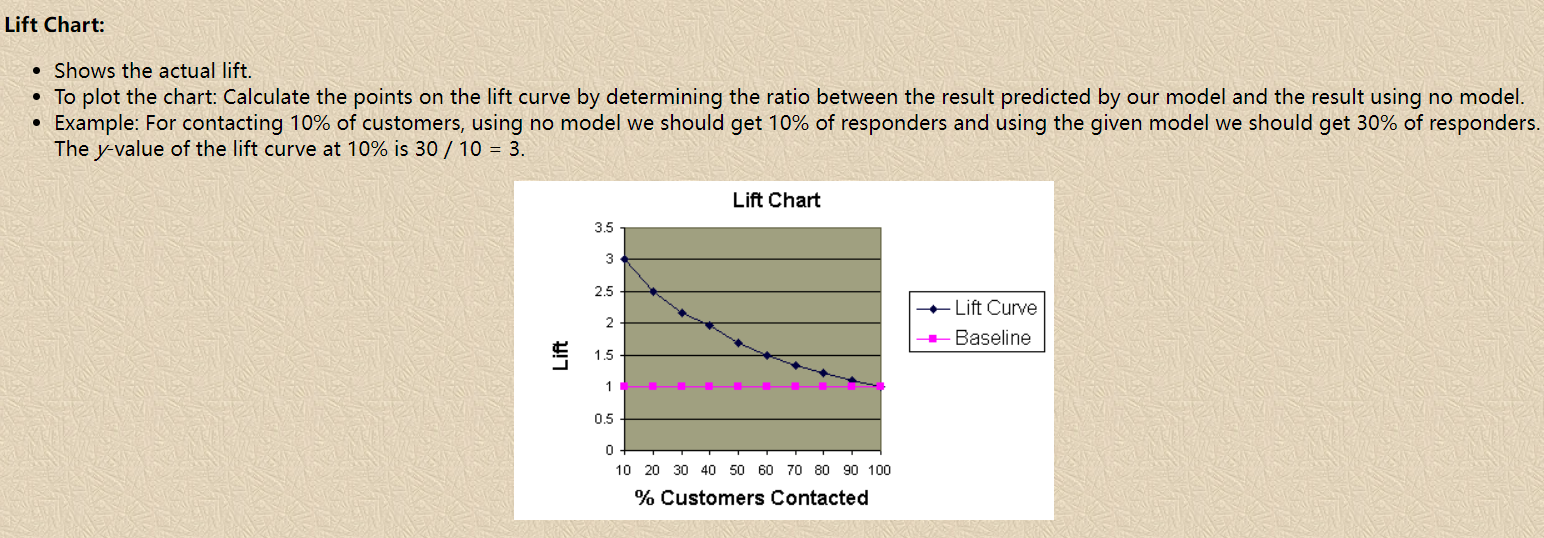 Lift Chart:
• Shows the actual lift.
• To plot the chart: Calculate the points on the lift curve by determining the ratio between the result predicted by our model and the result using no model.
• Example: For contacting 10% of customers, using no model we should get 10% of responders and using the given model we should get 30% of responders.
The y-value of the lift curve at 10% is 30 / 10 = 3.
Lift Chart
3.5
3
2.5
2
1.5
1
0.5
0
Lift
10 20 30 40 50 60 70 80 90 100
% Customers Contacted
Lift Curve
Baseline